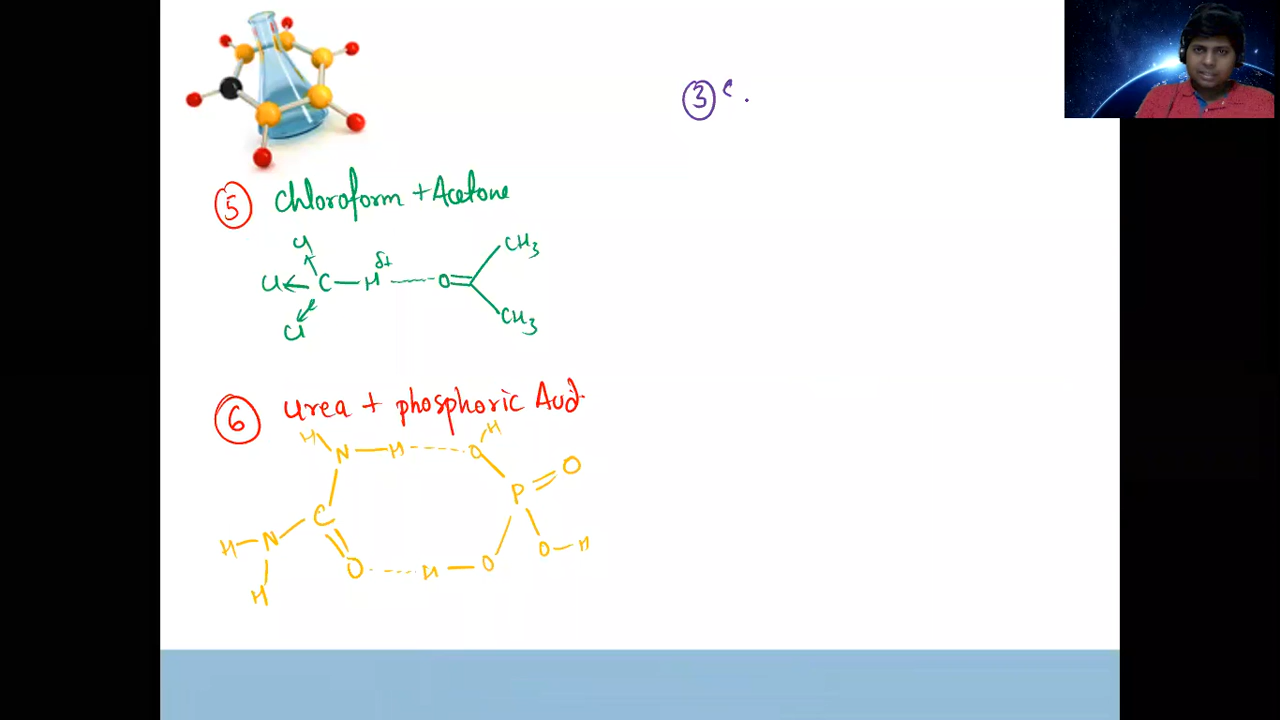 ③ c .
⑤ Chloroform + Acetone
Cl
δ+
CH3
Cl C — H ----- O =
Cl
CH3
⑥ Urea + phosphoric Acid.
H
H
N — H ----- O
O
P
C
H — N
O — H
O ----- H — O
H